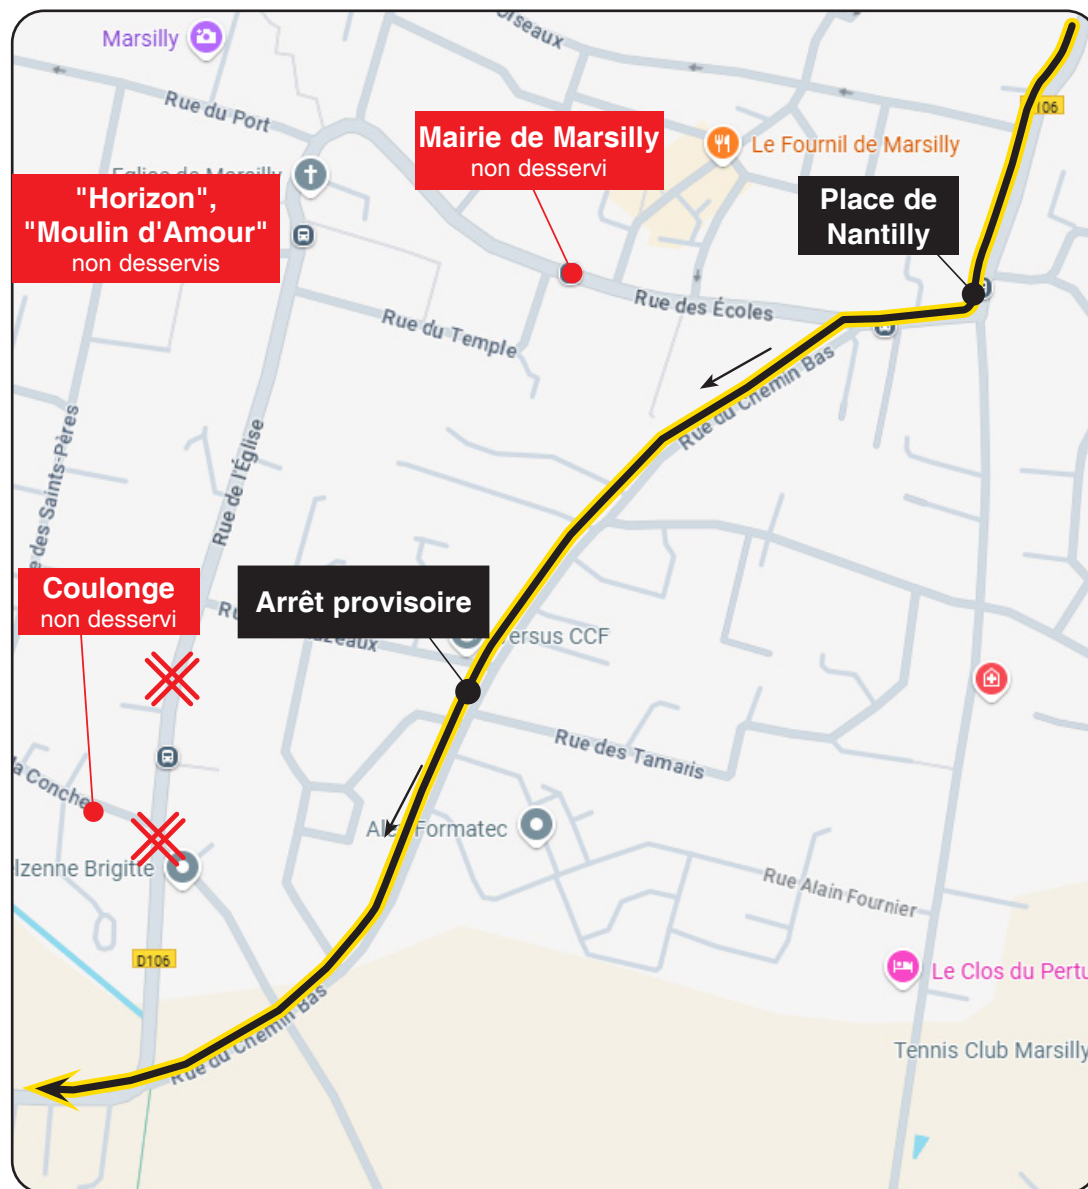 Marsilly
Rue du Port
Mairie de Marsilly
non desservi
Le Fournil de Marsilly
"Horizon",
"Moulin d'Amour"
non desservis
Place de
Nantilly
Rue des Écoles
Rue du Temple
Rue du Chemin Bas
des Saints-Pères
Rue de l'Église
Coulonge
non desservi
Arrêt provisoire
CCF
Rue des Tamaris
la Conche
Formatec
Brigitte
Rue Alain Fournier
D106
Le Clos du Pertu
Rue du Chemin Bas
Tennis Club Marsilly